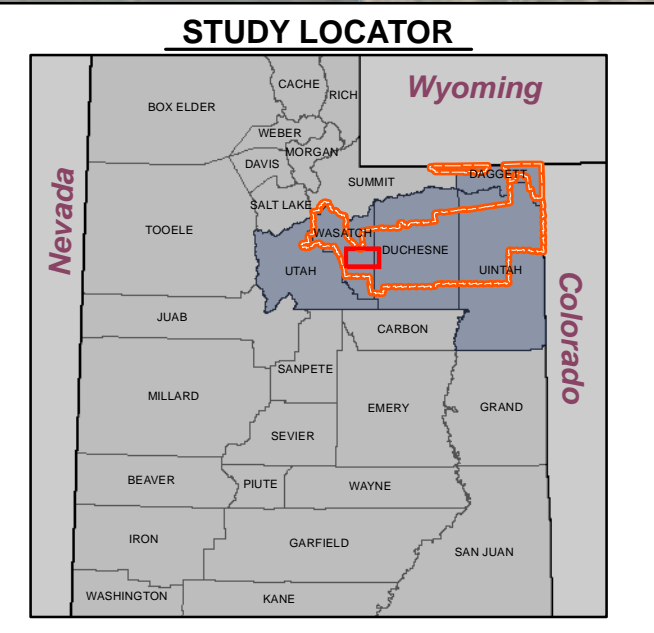 STUDY LOCATOR
CACHE
Wyoming
RICH
BOX ELDER
WEBER
MORGAN
DAVIS
SUMMIT
DAGGETT
Nevada
SALT LAKE
TOOELE
WASATCH
DUCHESNE
UTAH
UINTAH
Colorado
JUAB
CARBON
SANPETE
MILLARD
EMERY
GRAND
SEVIER
BEAVER
PIUTE
WAYNE
IRON
GARFIELD
SAN JUAN
WASHINGTON
KANE